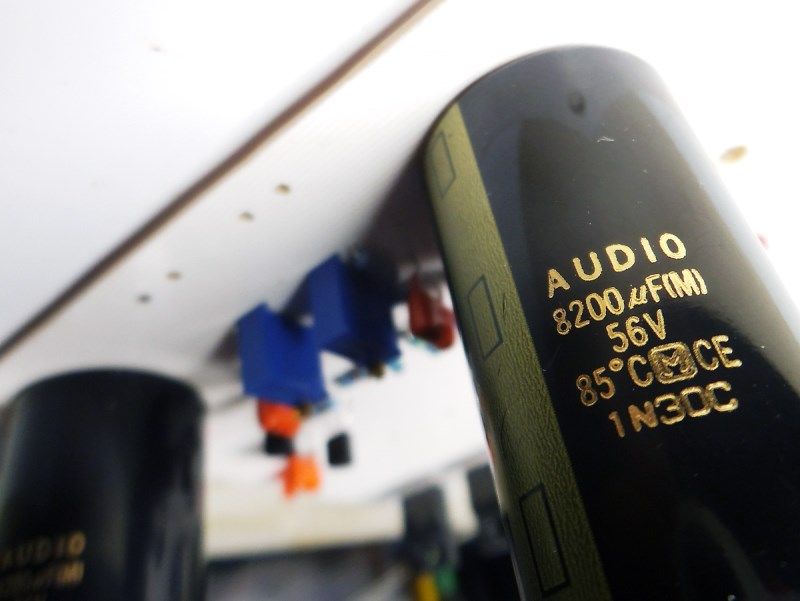 AUDIO
8200μF(M)
56V
85°C M CE
1N3DC
AUDIO